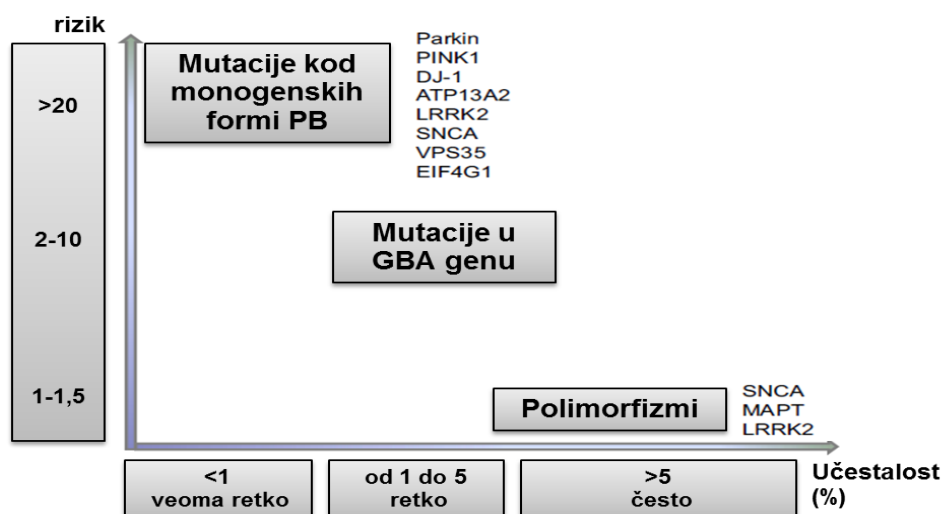 rizik
>20
2-10
1-1,5
Mutacije kod
monogenskih
formi PB
Parkin
PINK1
DJ-1
ATP13A2
LRRK2
SNCA
VPS35
EIF4G1
Mutacije u
GBA genu
Polimorfizmi
SNCA
MAPT
LRRK2
<1
veoma retko
od 1 do 5
retko
>5
često
Učestalost
(%)